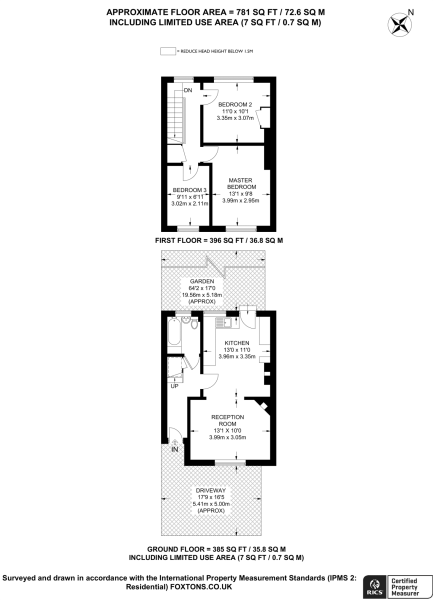 APPROXIMATE FLOOR AREA = 781 SQ FT / 72.6 SQ M
INCLUDING LIMITED USE AREA (7 SQ FT / 0.7 SQ M)
N
= REDUCE HEAD HEIGHT BELOW 1.5M
DN
BEDROOM 2
11'0 x 10'1
3.35m x 3.07m
BEDROOM 3
9'11 x 6'11
3.02m x 2.11m
MASTER
BEDROOM
13'1 x 9'8
3.99m x 2.95m
FIRST FLOOR = 396 SQ FT / 36.8 SQ M
GARDEN
64'2 x 17'0
19.56m x 5.18m
(APPROX)
KITCHEN
13'0 x 11'0
3.96m x 3.35m
UP
RECEPTION
ROOM
13'1 X 10'0
3.99m x 3.05m
IN
DRIVEWAY
17'9 x 16'5
5.41m x 5.00m
(APPROX)
GROUND FLOOR = 385 SQ FT / 35.8 SQ M
INCLUDING LIMITED USE AREA (7 SQ FT / 0.7 SQ M)
Surveyed and drawn in accordance with the International Property Measurement Standards (IPMS 2:
Residential) FOXTONS.CO.UK
RICS
Certified
Property
Measurer